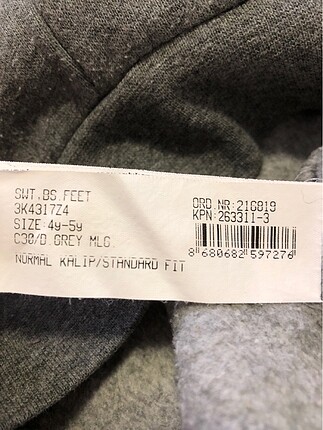 SWT.BS.FEET
3K4317Z4
SIZE:4y-5y
C30/D.GREY MLG.
NORMAL KALIP/STANDARD FIT
ORD.NR:216819
KPN:263311-3
8 680682 597276